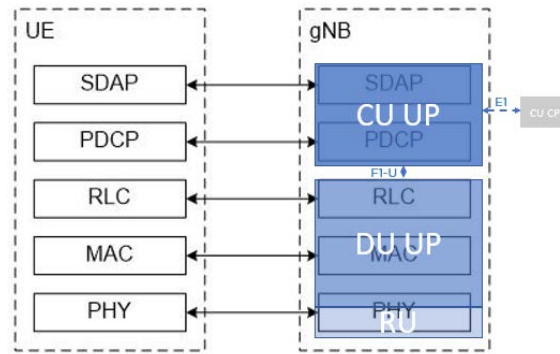 UE
gNB
SDAP
SDAP
CU UP
E1
CU CP
PDCP
PDCP
F1-U
RLC
RLC
DU UP
MAC
MAC
PHY
PHY
RU